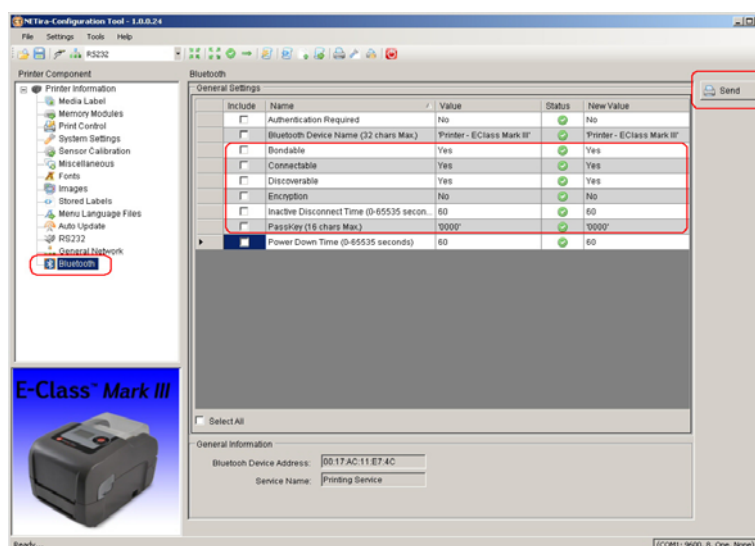 NETira-Configuration Tool - 1.0.0.24
File Settings Tools Help
RS232
Printer Component
Printer Information
Media Label
Memory Modules
Print Control
System Settings
Sensor Calibration
Miscellaneous
Fonts
Images
Stored Labels
Menu Language Files
Auto Update
RS232
General Network
Bluetooth
E-Class™ Mark III
Bluetooth
General Settings
Include Name / Value Status New Value
Authentication Required No No
Bluetooth Device Name (32 chars Max.) 'Printer - EClass Mark III' 'Printer - EClass Mark III'
Bondable Yes Yes
Connectable Yes Yes
Discoverable Yes Yes
Encryption No No
Inactive Disconnect Time (0-65535 secon... 60 60
PassKey (16 chars Max.) '0000' '0000'
Power Down Time (0-65535 seconds) 60 60
Select All
General Information
Bluetooh Device Address: 00:17:AC:11:E7:4C
Service Name: Printing Service
Send
Ready ...
(COM1: 9600, 8, One, None)